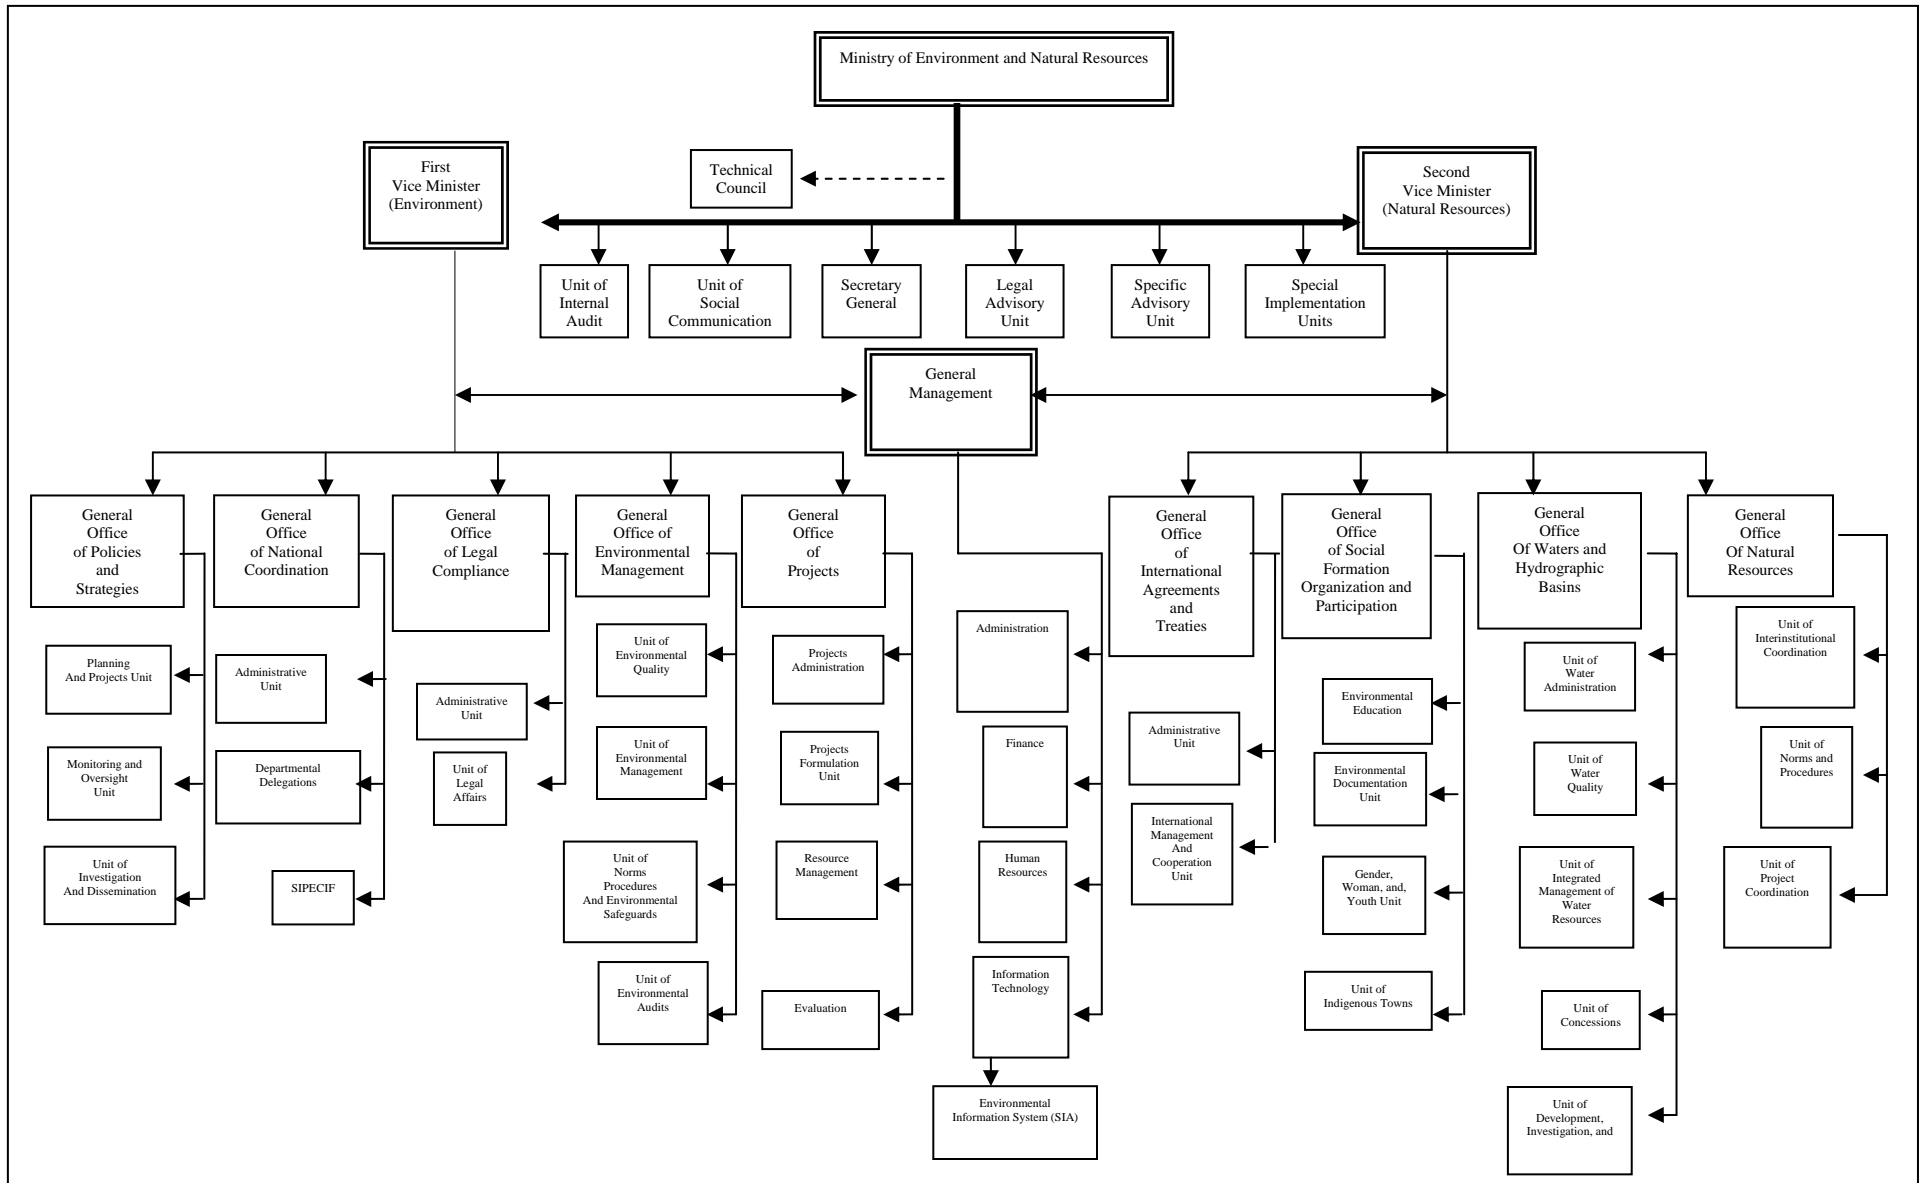 Ministry of Environment and Natural Resources
First
Vice Minister
(Environment)
Technical
Council
Second
Vice Minister
(Natural Resources)
Unit of
Internal
Audit
Unit of
Social
Communication
Secretary
General
Legal
Advisory
Unit
Specific
Advisory
Unit
Special
Implementation
Units
General
Management
General
Office
of Policies
and
Strategies
General
Office
of National
Coordination
General
Office
of Legal
Compliance
General
Office of
Environmental
Management
General
Office
of
Projects
General
Office
of
International
Agreements
and
Treaties
General
Office
of Social
Formation
Organization and
Participation
General
Office
Of Waters and
Hydrographic
Basins
General
Office
Of Natural
Resources
Planning
And Projects Unit
Monitoring and
Oversight
Unit
Unit of
Investigation
And Dissemination
Administrative
Unit
Departmental
Delegations
SIPECIF
Administrative
Unit
Unit of
Legal
Affairs
Unit of
Environmental
Quality
Unit of
Environmental
Management
Unit of
Norms
Procedures
And Environmental
Safeguards
Unit of
Environmental
Audits
Projects
Administration
Projects
Formulation
Unit
Resource
Management
Evaluation
Administration
Finance
Human
Resources
Information
Technology
Environmental
Information System (SIA)
Administrative
Unit
International
Management
And
Cooperation
Unit
Environmental
Education
Environmental
Documentation
Unit
Gender,
Woman, and,
Youth Unit
Unit of
Indigenous Towns
Unit of
Water
Administration
Unit of
Water
Quality
Unit of
Integrated
Management of
Water
Resources
Unit of
Concessions
Unit of
Development,
Investigation, and
Unit of
Interinstitutional
Coordination
Unit of
Norms and
Procedures
Unit of
Project
Coordination